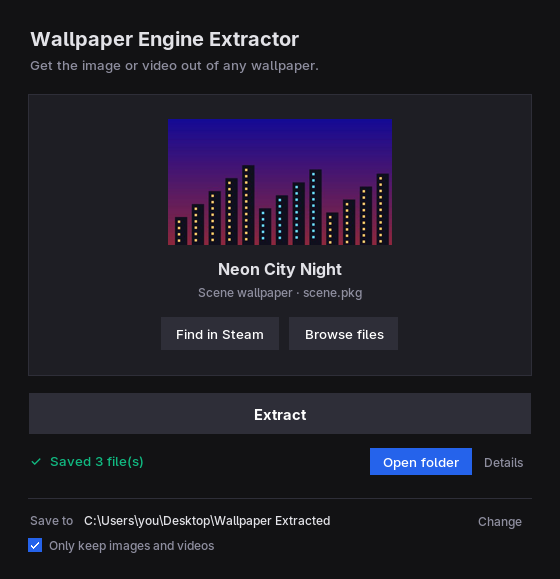 Wallpaper Engine Extractor
Get the image or video out of any wallpaper.
Neon City Night
Scene wallpaper · scene.pkg
Find in Steam
Browse files
Extract
✓ Saved 3 file(s)
Open folder
Details
Save to C:\Users\you\Desktop\Wallpaper Extracted
Change
Only keep images and videos